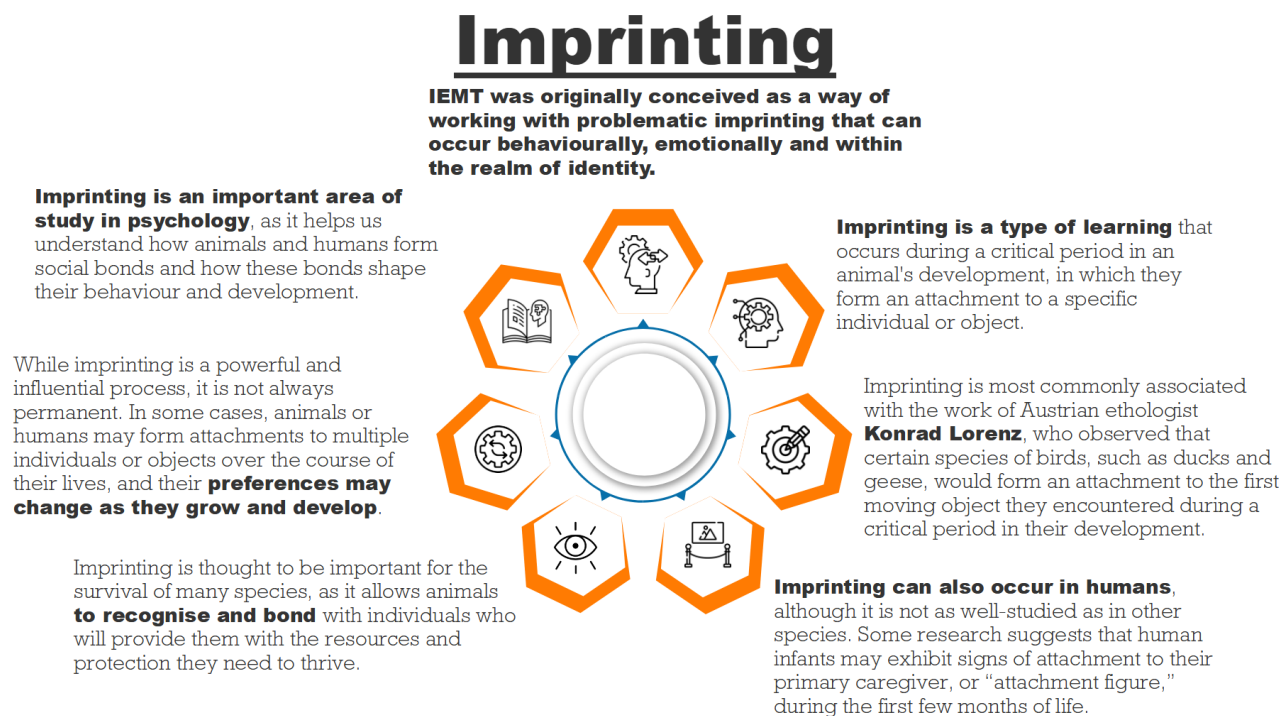 Imprinting
IEMT was originally conceived as a way of
working with problematic imprinting that can
occur behaviourally, emotionally and within
the realm of identity.
Imprinting is an important area of
study in psychology, as it helps us
understand how animals and humans form
social bonds and how these bonds shape
their behaviour and development.
Imprinting is a type of learning that
occurs during a critical period in an
animal's development, in which they
form an attachment to a specific
individual or object.
While imprinting is a powerful and
influential process, it is not always
permanent. In some cases, animals or
humans may form attachments to multiple
individuals or objects over the course of
their lives, and their preferences may
change as they grow and develop.
Imprinting is most commonly associated
with the work of Austrian ethologist
Konrad Lorenz, who observed that
certain species of birds, such as ducks and
geese, would form an attachment to the first
moving object they encountered during a
critical period in their development.
Imprinting is thought to be important for the
survival of many species, as it allows animals
to recognise and bond with individuals who
will provide them with the resources and
protection they need to thrive.
Imprinting can also occur in humans,
although it is not as well-studied as in other
species. Some research suggests that human
infants may exhibit signs of attachment to their
primary caregiver, or “attachment figure,”
during the first few months of life.